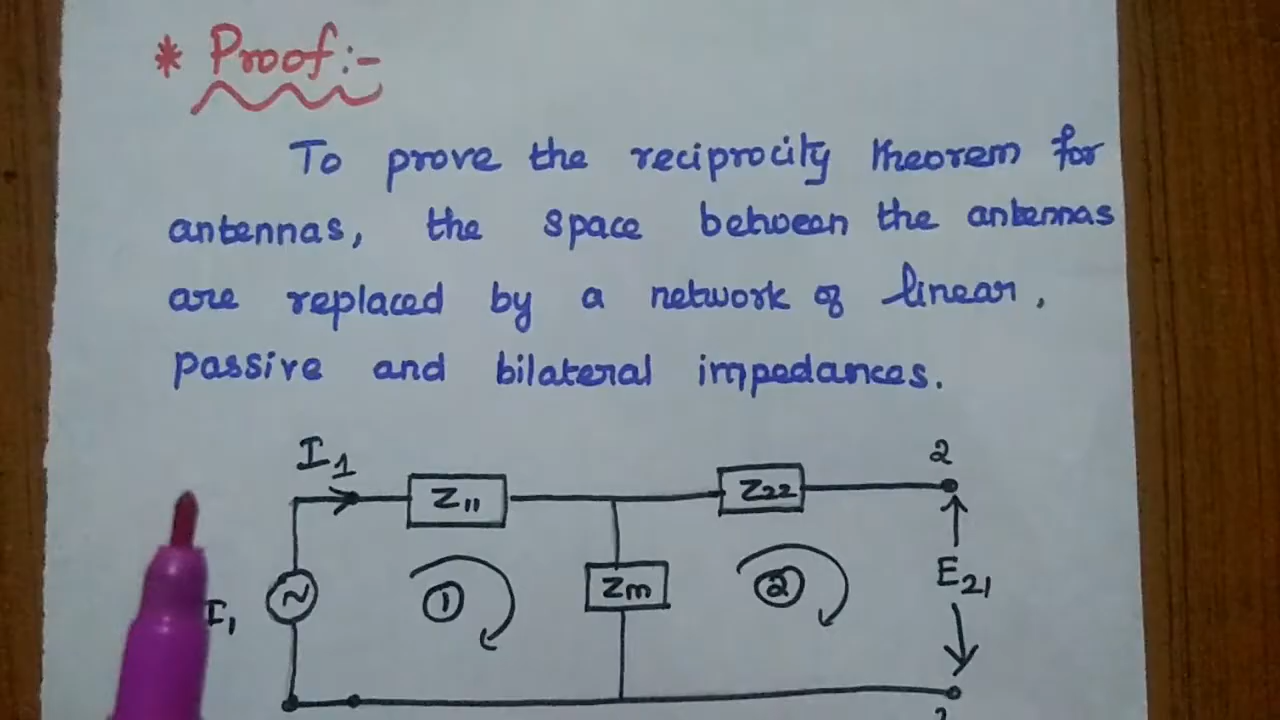 * Proof:-
To prove the reciprocity theorem for
antennas, the space between the antennas
are replaced by a network of linear,
passive and bilateral impedances.
I1
Z11
Z22
2
I1
~
1
Zm
2
E21